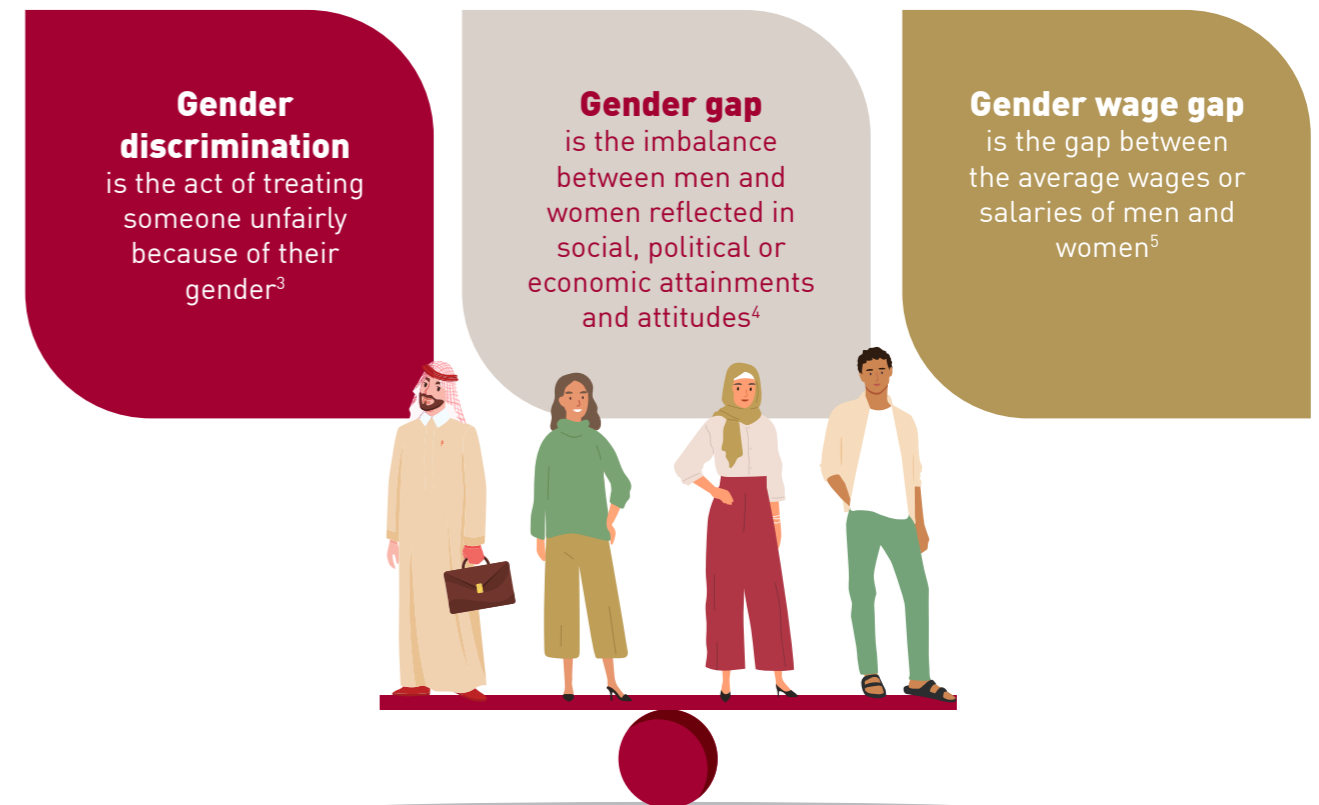 Gender
discrimination
is the act of treating
someone unfairly
because of their
gender³
Gender gap
is the imbalance
between men and
women reflected in
social, political or
economic attainments
and attitudes⁴
Gender wage gap
is the gap between
the average wages or
salaries of men and
women⁵